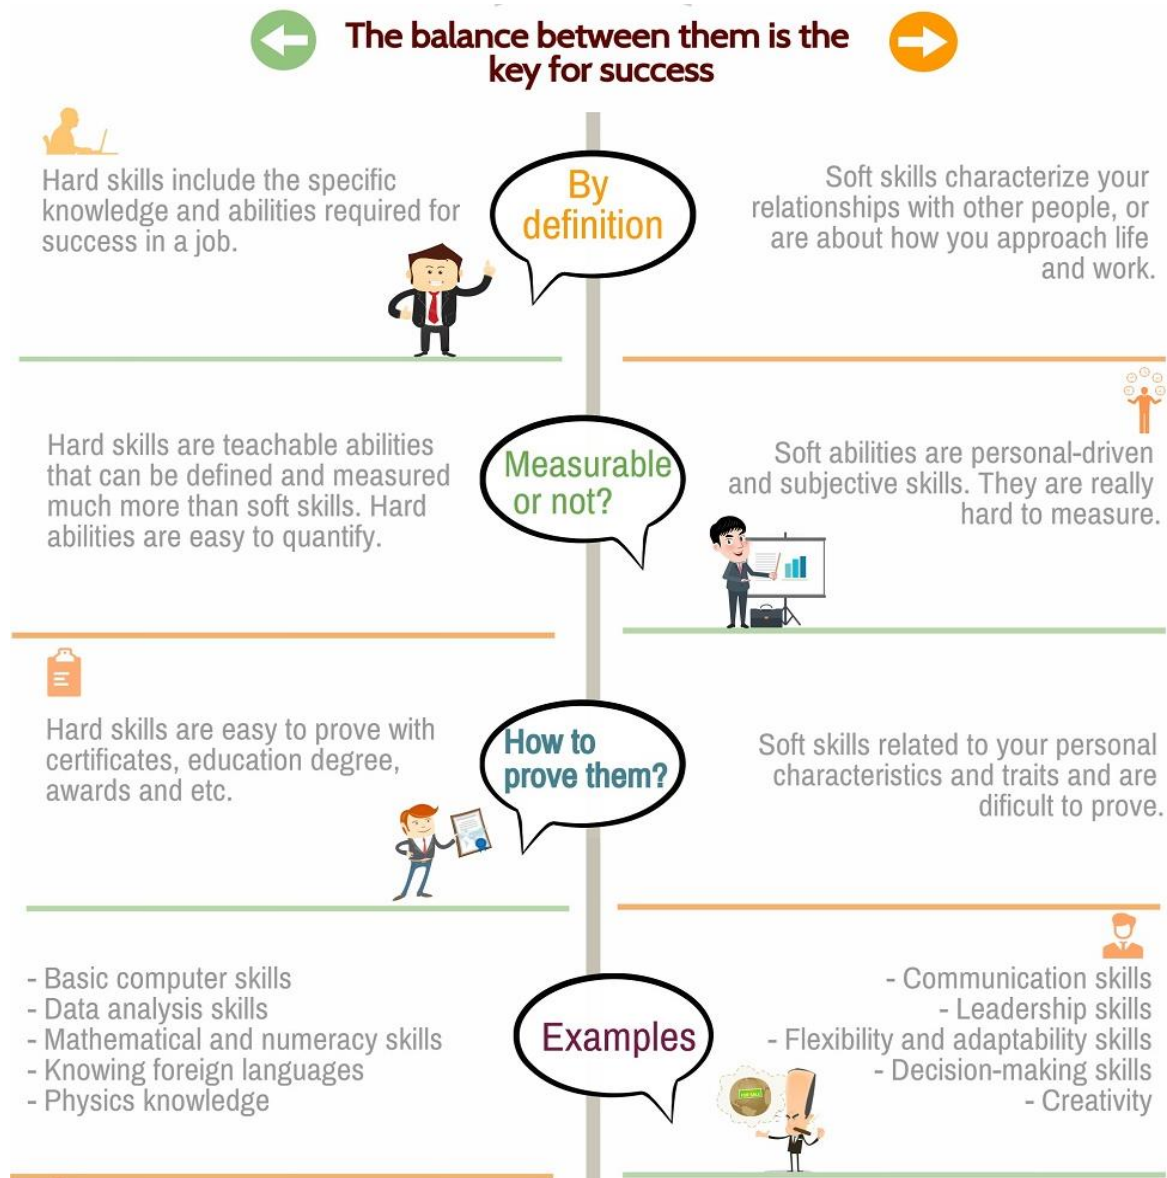 The balance between them is the
key for success
Hard skills include the specific
knowledge and abilities required for
success in a job.
By
definition
Soft skills characterize your
relationships with other people, or
are about how you approach life
and work.
Hard skills are teachable abilities
that can be defined and measured
much more than soft skills. Hard
abilities are easy to quantify.
Measurable
or not?
Soft abilities are personal-driven
and subjective skills. They are really
hard to measure.
Hard skills are easy to prove with
certificates, education degree,
awards and etc.
How to
prove them?
Soft skills related to your personal
characteristics and traits and are
dificult to prove.
- Basic computer skills
- Data analysis skills
- Mathematical and numeracy skills
- Knowing foreign languages
- Physics knowledge
Examples
- Communication skills
- Leadership skills
- Flexibility and adaptability skills
- Decision-making skills
- Creativity
FOR SALE